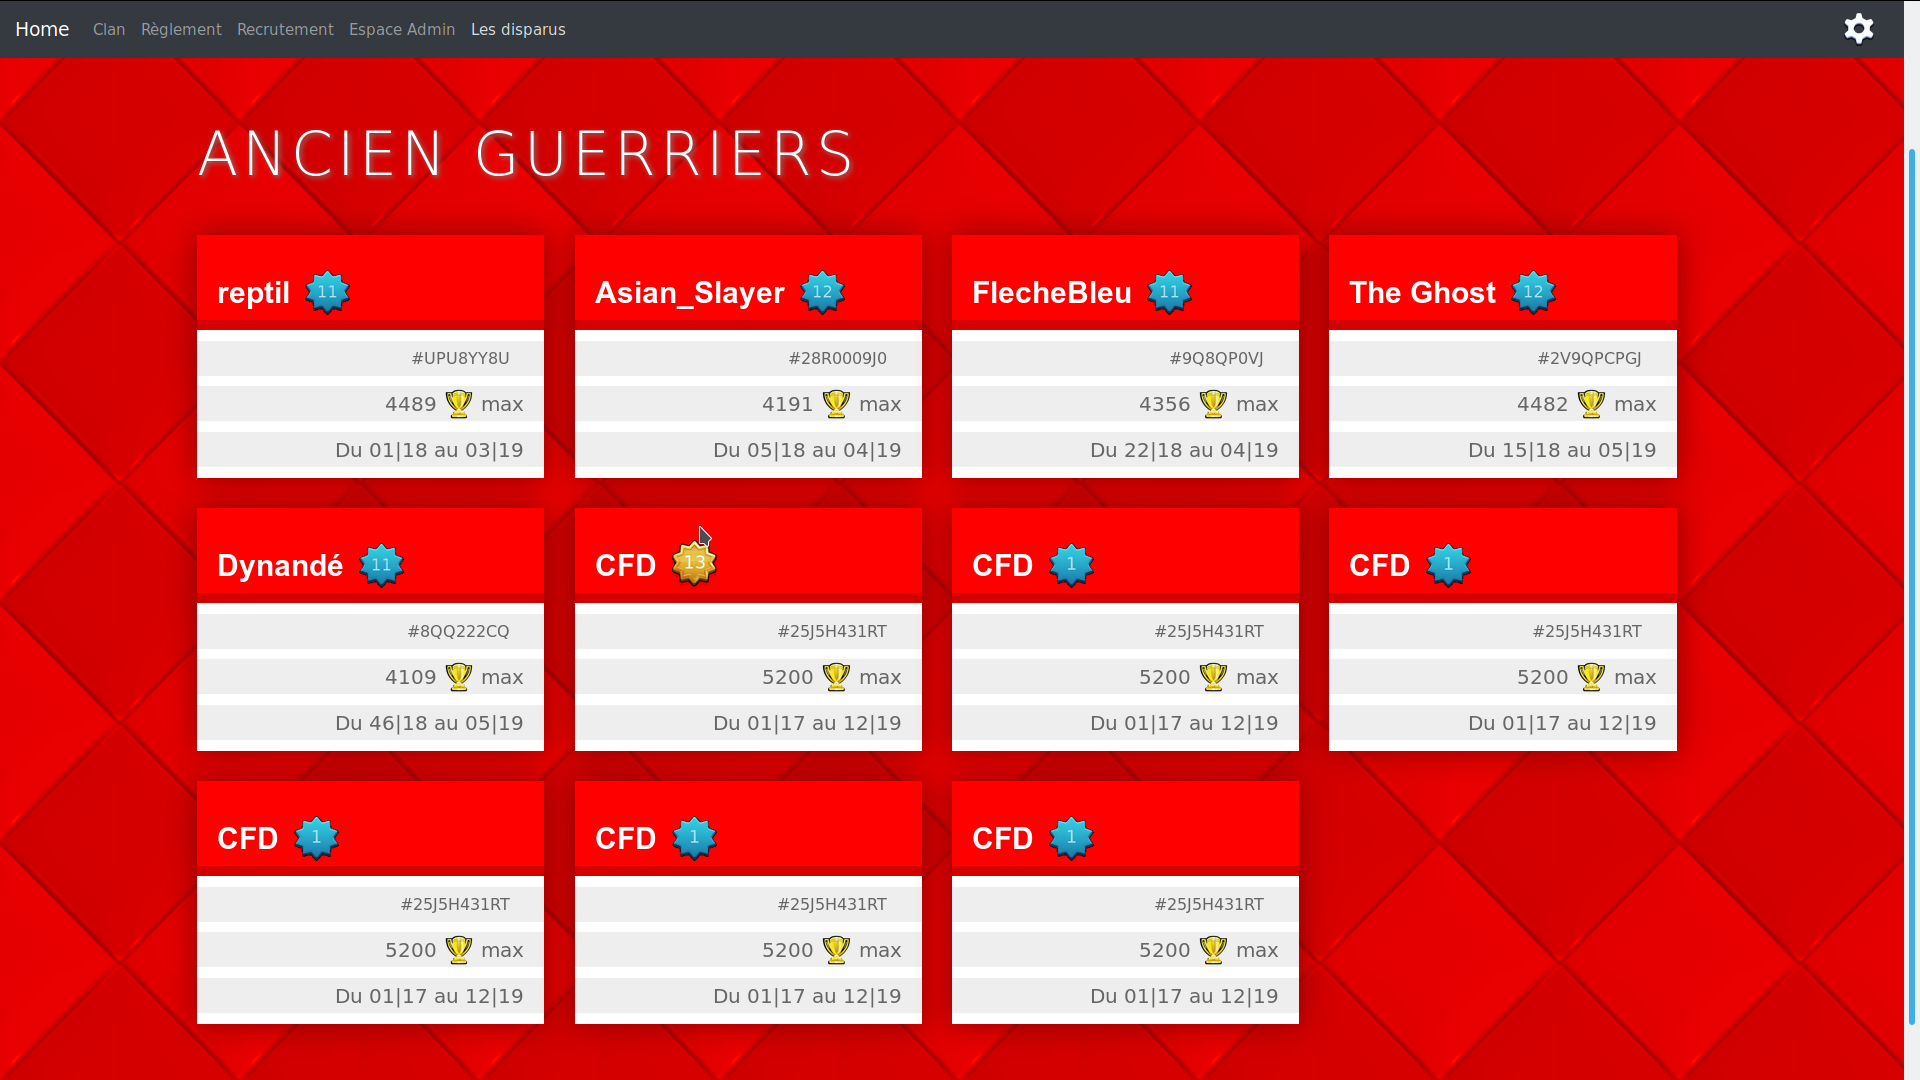 Home Clan Règlement Recrutement Espace Admin Les disparus
ANCIEN GUERRIERS
reptil 11
#UPU8YY8U
4489 max
Du 01|18 au 03|19
Asian_Slayer 12
#28R0009J0
4191 max
Du 05|18 au 04|19
FlecheBleu 11
#9Q8QP0VJ
4356 max
Du 22|18 au 04|19
The Ghost 12
#2V9QPCPGJ
4482 max
Du 15|18 au 05|19
Dynandé 11
#8QQ222CQ
4109 max
Du 46|18 au 05|19
CFD 13
#25J5H431RT
5200 max
Du 01|17 au 12|19
CFD 1
#25J5H431RT
5200 max
Du 01|17 au 12|19
CFD 1
#25J5H431RT
5200 max
Du 01|17 au 12|19
CFD 1
#25J5H431RT
5200 max
Du 01|17 au 12|19
CFD 1
#25J5H431RT
5200 max
Du 01|17 au 12|19
CFD 1
#25J5H431RT
5200 max
Du 01|17 au 12|19